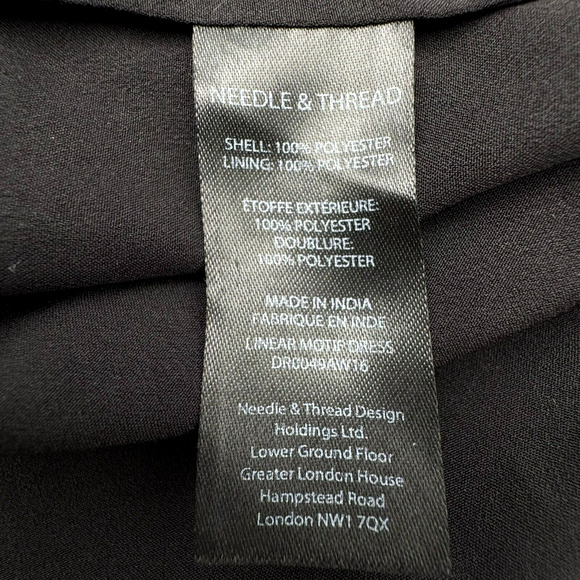 NEEDLE & THREAD
SHELL: 100% POLYESTER
LINING: 100% POLYESTER
ÉTOFFE EXTÉRIEURE:
100% POLYESTER
DOUBLURE:
100% POLYESTER
MADE IN INDIA
FABRIQUE EN INDE
LINEAR MOTIF DRESS
DR0049AW16
Needle & Thread Design
Holdings Ltd.
Lower Ground Floor
Greater London House
Hampstead Road
London NW1 7QX